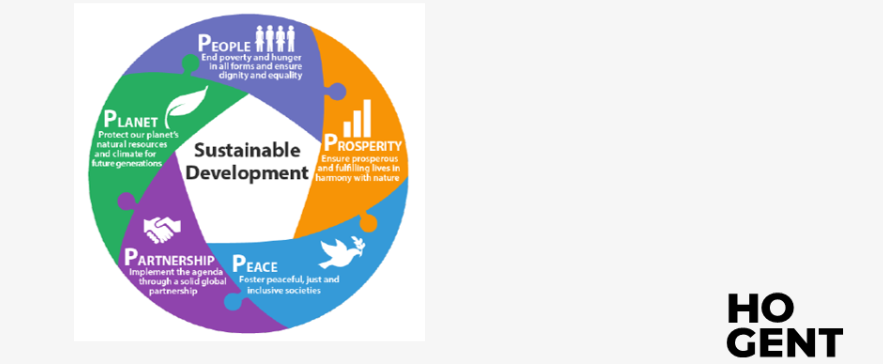 PEOPLE
End poverty and hunger
in all forms and ensure
dignity and equality
PROSPERITY
Ensure prosperous
and fulfilling lives in
harmony with nature
PEACE
Foster peaceful, just and
inclusive societies
PARTNERSHIP
Implement the agenda
through a solid global
partnership
PLANET
Protect our planet's
natural resources
and climate for
future generations
Sustainable
Development
HO
GENT